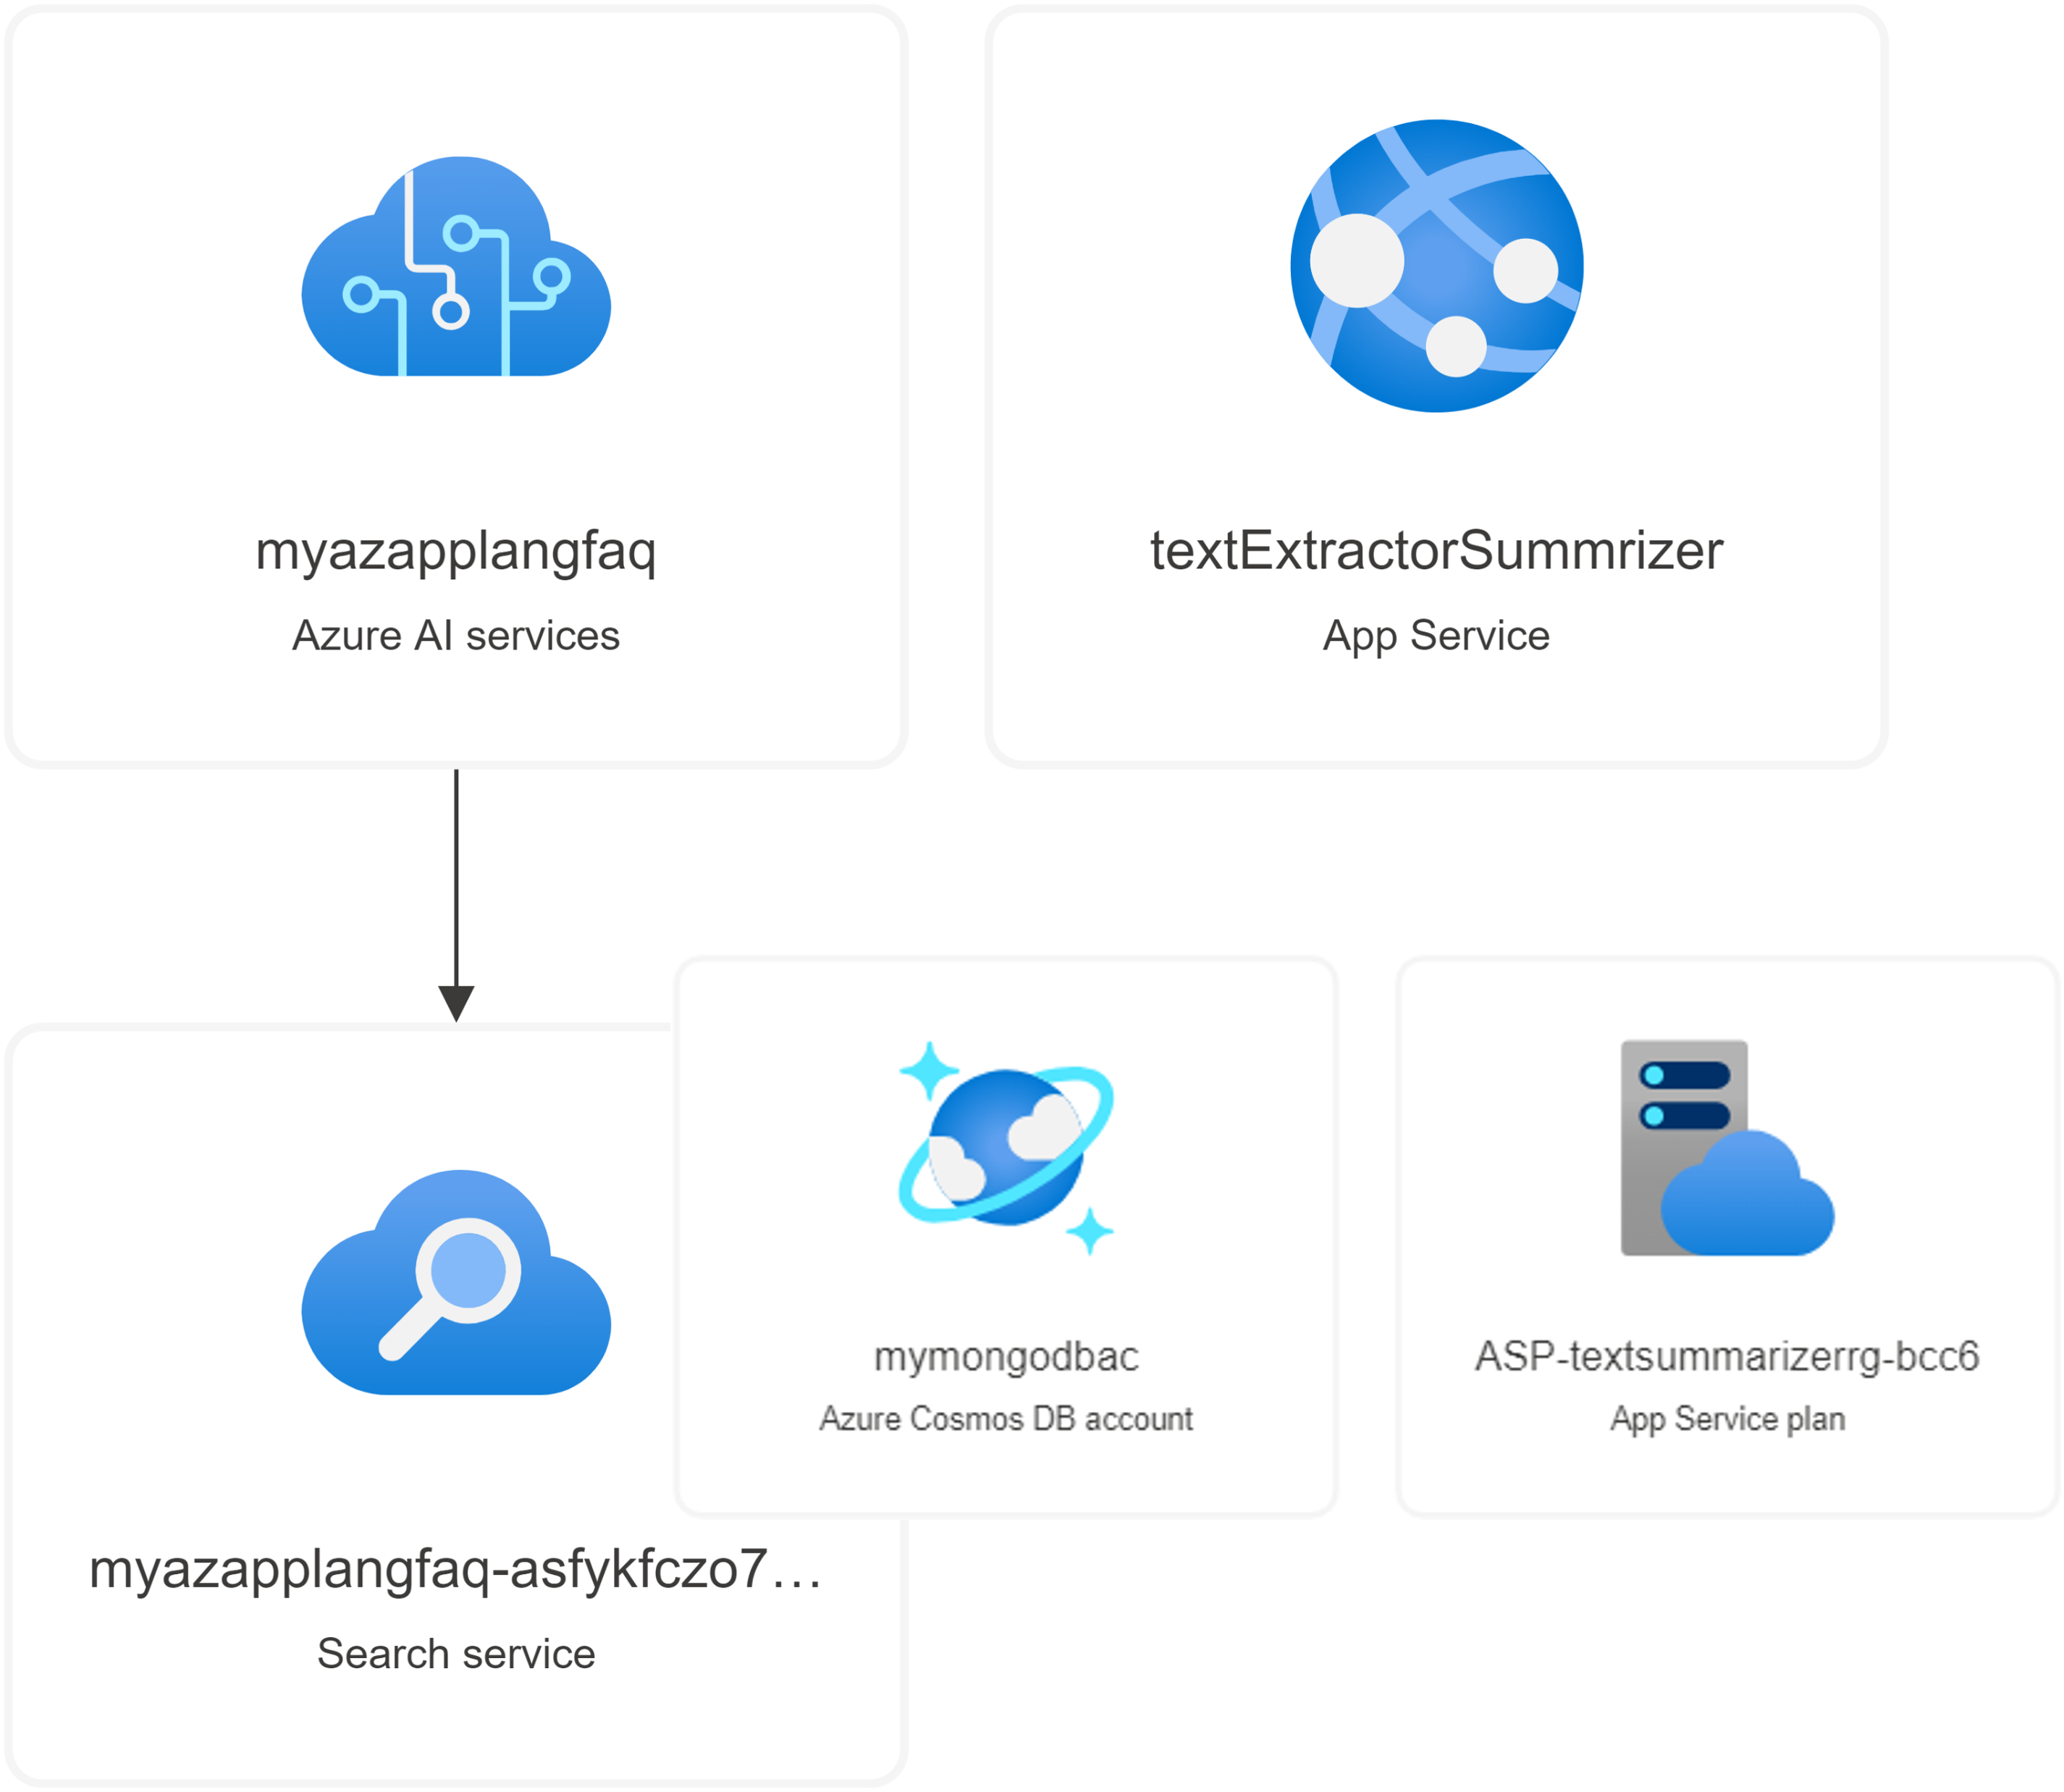 myazapplangfaq
Azure AI services
textExtractorSummrizer
App Service
mymongodbac
Azure Cosmos DB account
ASP-textsummarizerrg-bcc6
App Service plan
myazapplangfaq-asfykfczo7...
Search service